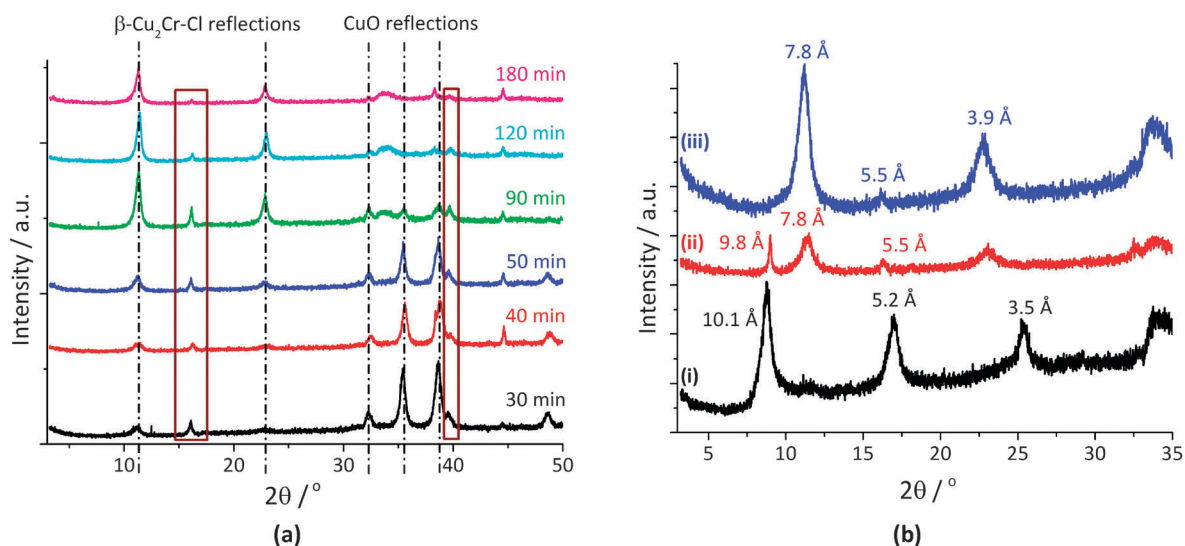 β-Cu₂Cr-Cl reflections
CuO reflections
180 min
120 min
90 min
50 min
40 min
30 min
Intensity / a.u.
10 20 30 40 50
2θ / °
(a)
7.8 Å
3.9 Å
(iii)
5.5 Å
7.8 Å
(ii)
9.8 Å
5.5 Å
5.2 Å
3.5 Å
10.1 Å
(i)
Intensity / a.u.
5 10 15 20 25 30 35
2θ / °
(b)